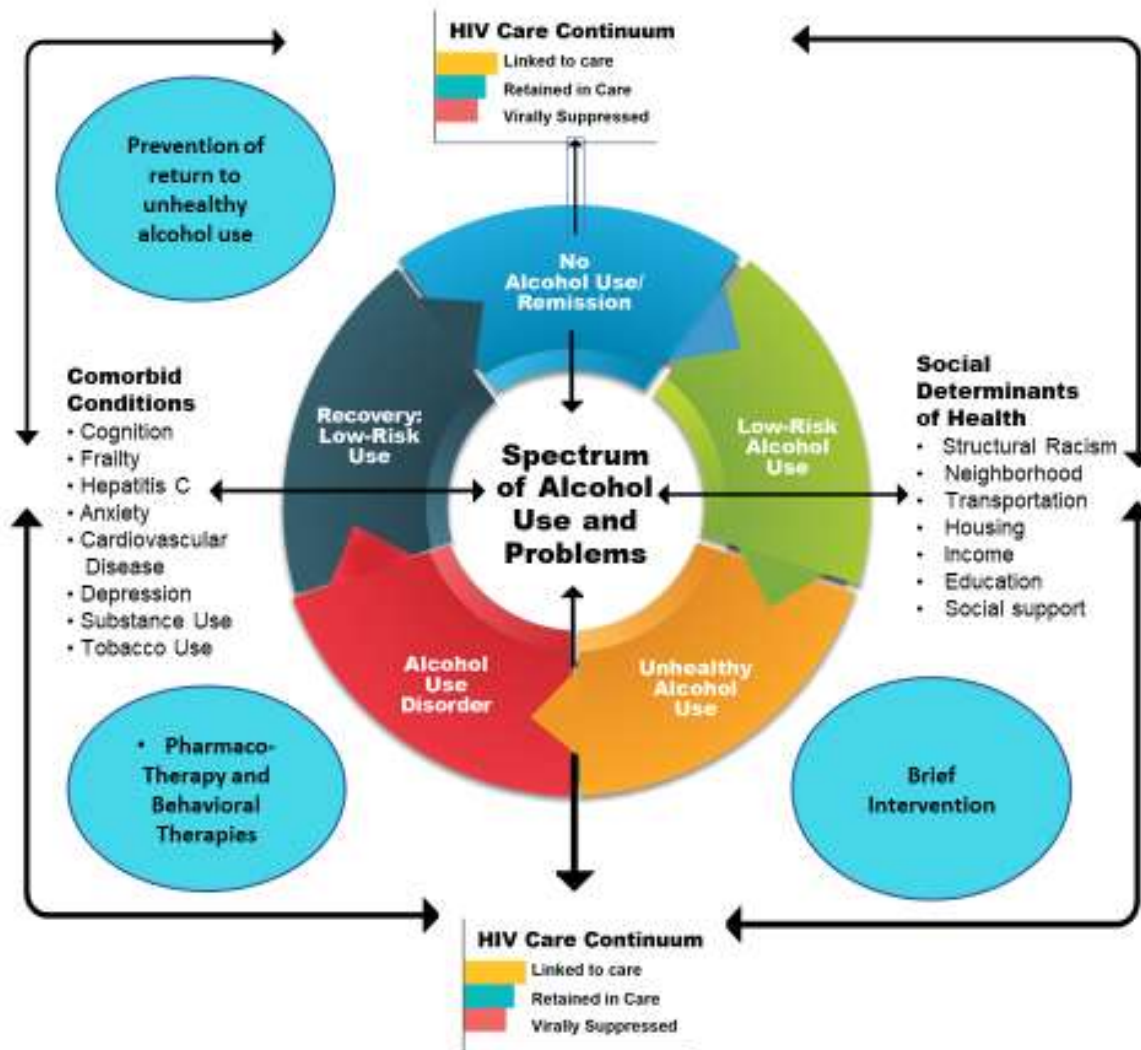 HIV Care Continuum
Linked to care
Retained in Care
Virally Suppressed
Prevention of
return to
unhealthy
alcohol use
No
Alcohol Use/
Remission
Comorbid
Conditions
• Cognition
• Frailty
• Hepatitis C
• Anxiety
• Cardiovascular
Disease
• Depression
• Substance Use
• Tobacco Use
Recovery:
Low-Risk
Use
Spectrum
of Alcohol
Use and
Problems
Low-Risk
Alcohol
Use
Social
Determinants
of Health
• Structural Racism
• Neighborhood
• Transportation
• Housing
• Income
• Education
• Social support
Alcohol
Use
Disorder
Unhealthy
Alcohol
Use
• Pharmaco-
Therapy and
Behavioral
Therapies
Brief
Intervention
HIV Care Continuum
Linked to care
Retained in Care
Virally Suppressed